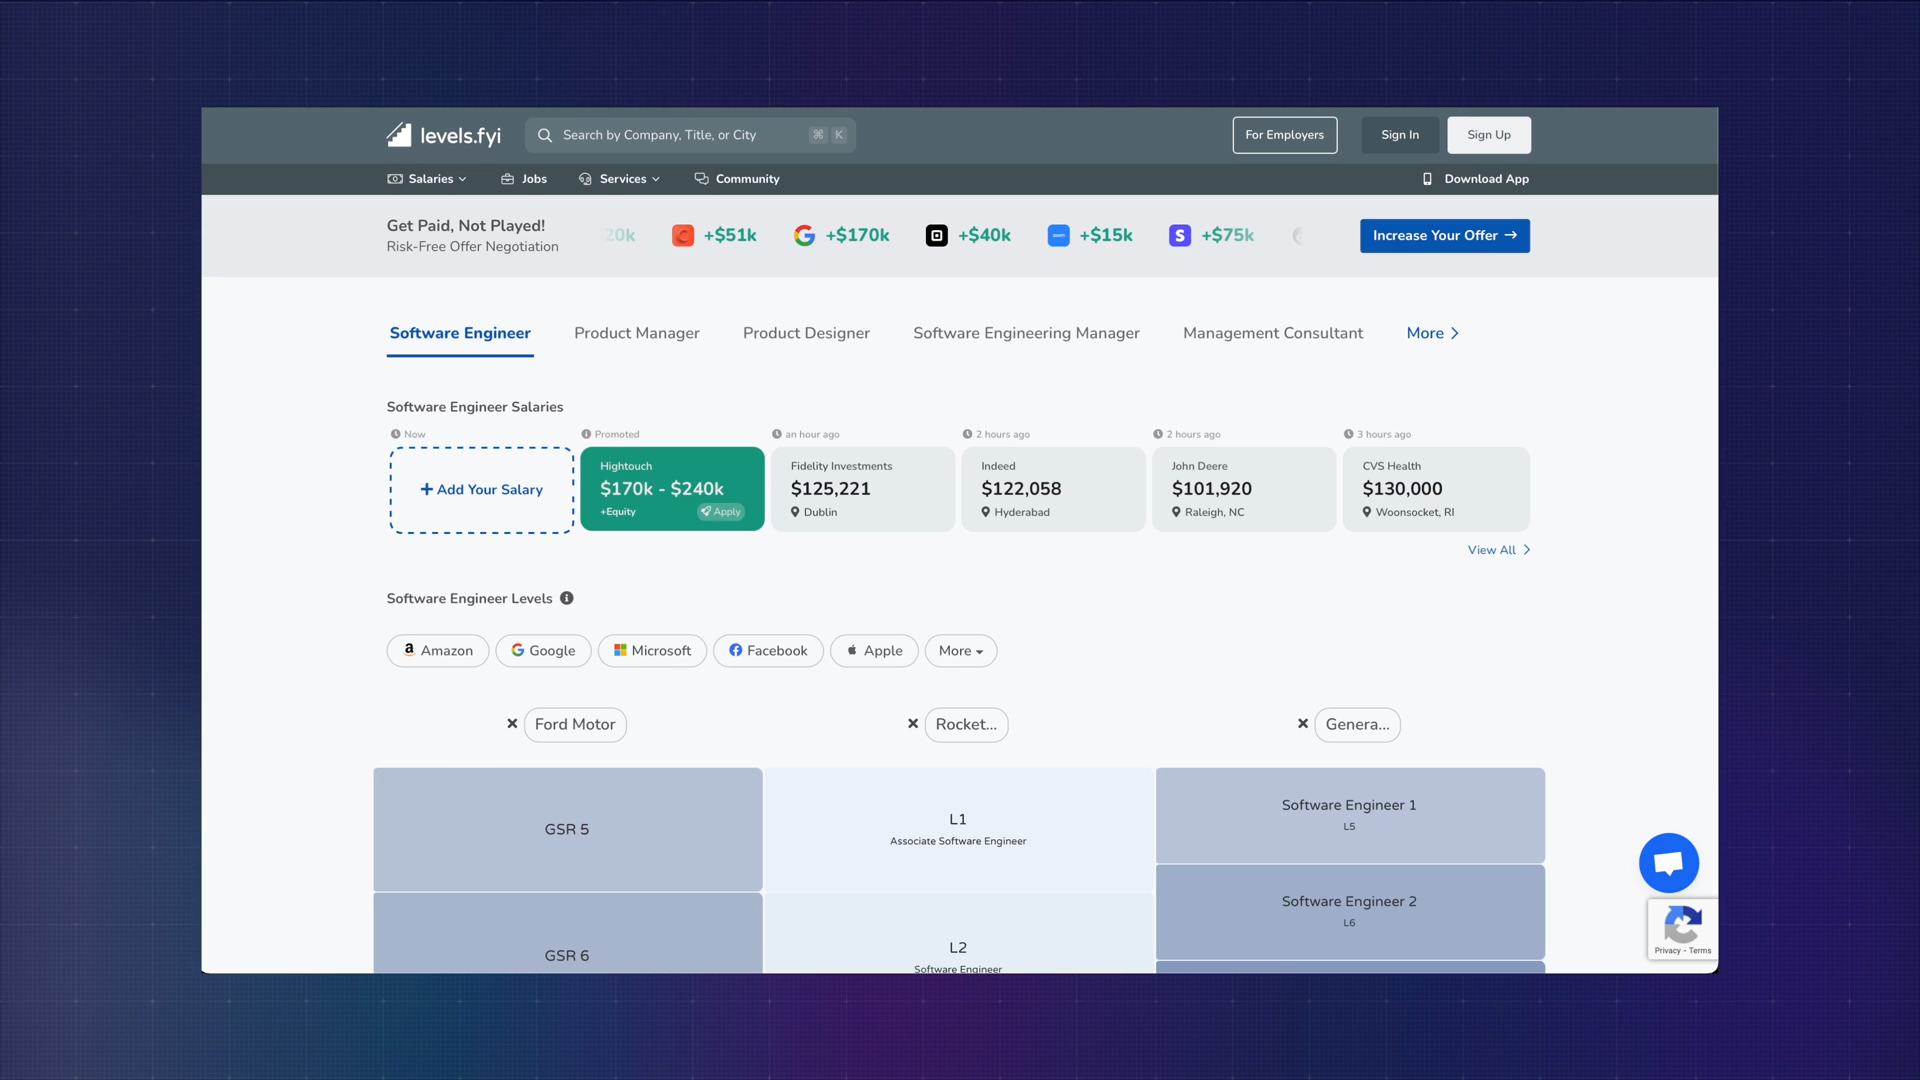 levels.fyi
Search by Company, Title, or City
⌘ K
For Employers
Sign In
Sign Up
Salaries
Jobs
Services
Community
Download App
Get Paid, Not Played!
Risk-Free Offer Negotiation
20k
+$51k
+$170k
+$40k
+$15k
+$75k
Increase Your Offer →
Software Engineer
Product Manager
Product Designer
Software Engineering Manager
Management Consultant
More
Software Engineer Salaries
Now
+ Add Your Salary
Promoted
Hightouch
$170k - $240k
+Equity
Apply
an hour ago
Fidelity Investments
$125,221
Dublin
2 hours ago
Indeed
$122,058
Hyderabad
2 hours ago
John Deere
$101,920
Raleigh, NC
3 hours ago
CVS Health
$130,000
Woonsocket, RI
View All
Software Engineer Levels
Amazon
Google
Microsoft
Facebook
Apple
More
Ford Motor
Rocket...
Genera...
GSR 5
GSR 6
L1
Associate Software Engineer
L2
Software Engineer
Software Engineer 1
L5
Software Engineer 2
L6
Privacy - Terms